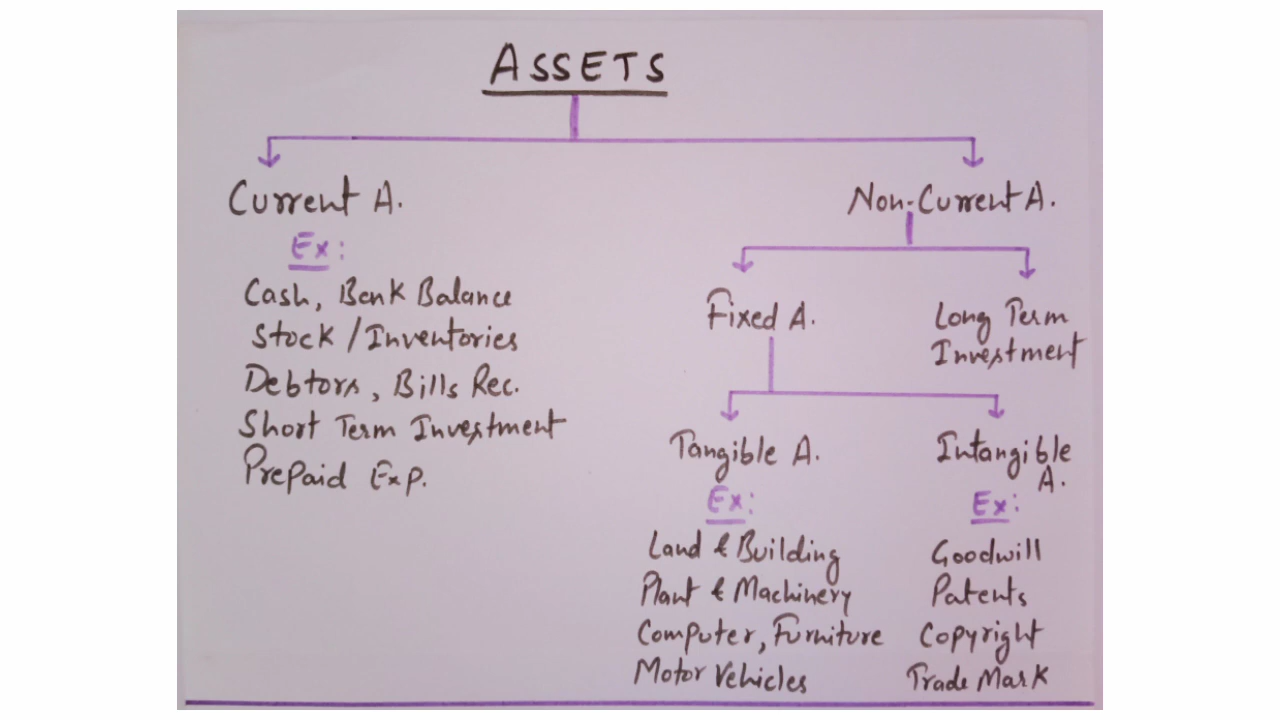 ASSETS
Current A.
Non-Current A.
Ex:
Cash, Bank Balance
Stock / Inventories
Debtors, Bills Rec.
Short Term Investment
Prepaid Exp.
Fixed A.
Long Term
Investment
Tangible A.
Ex:
Land & Building
Plant & Machinery
Computer, Furniture
Motor Vehicles
Intangible
A.
Ex:
Goodwill
Patents
Copyright
Trade Mark